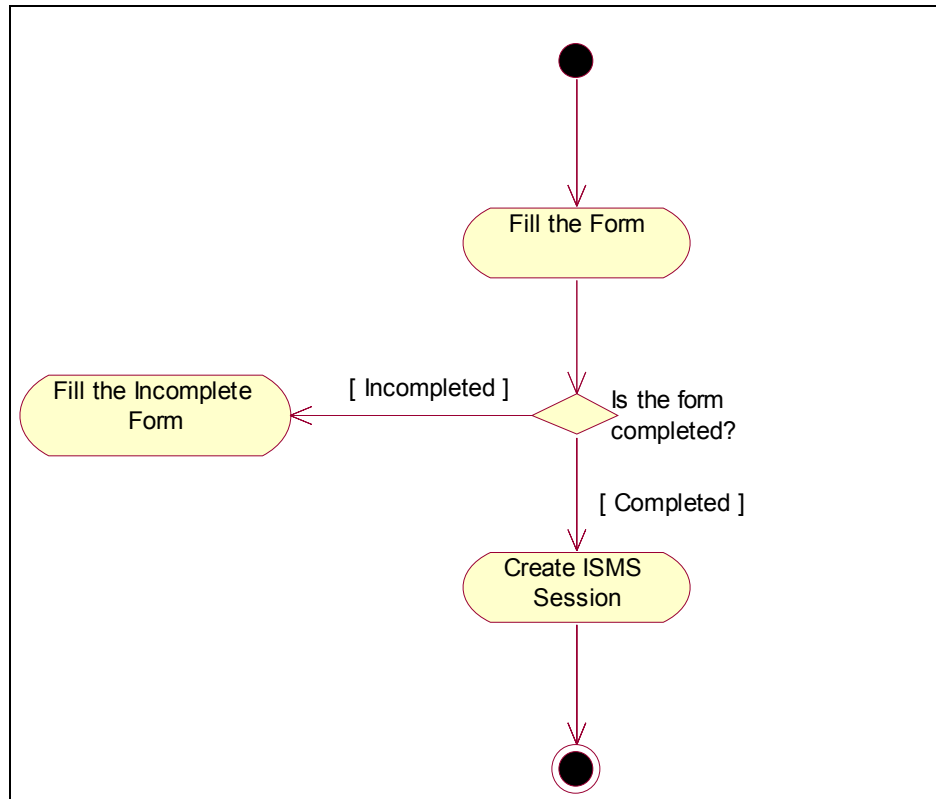 Fill the Form
Fill the Incomplete
Form
[ Incompleted ]
Is the form
completed?
[ Completed ]
Create ISMS
Session